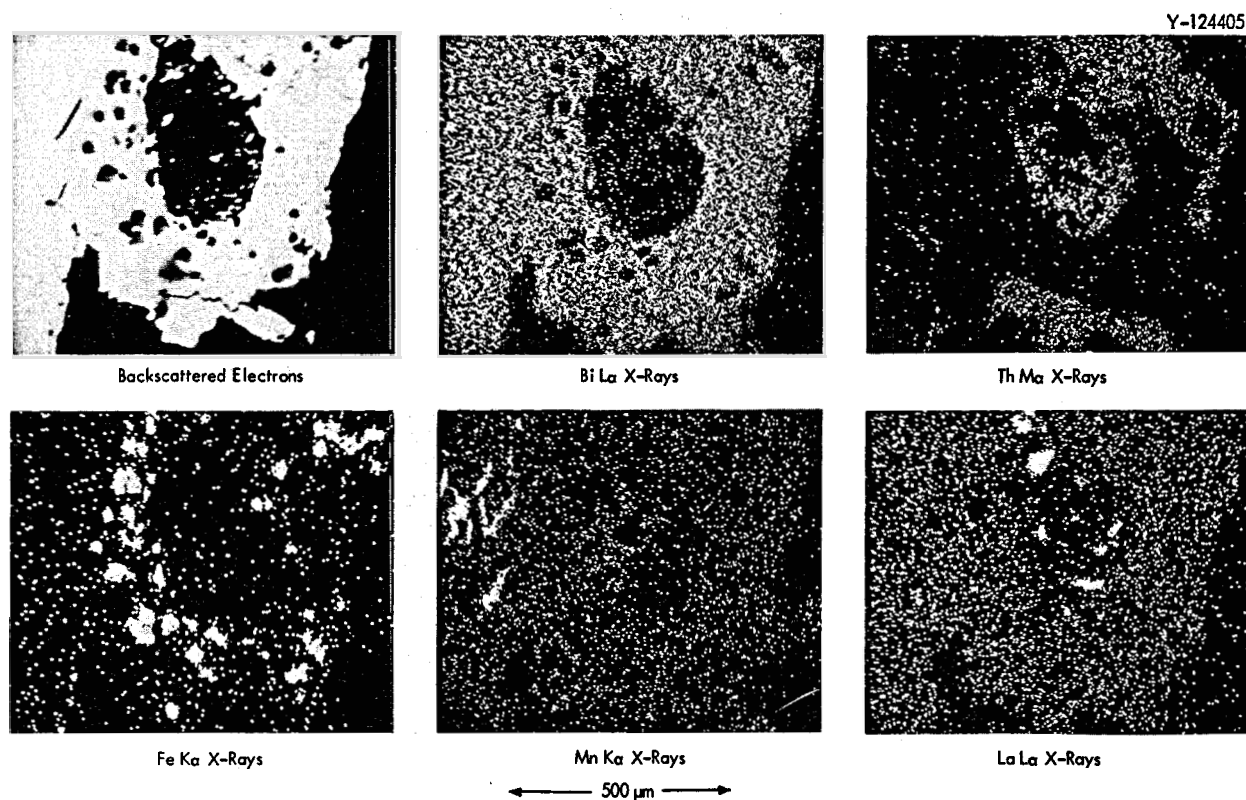 Y-124405
Backscattered Electrons
Bi Lα X-Rays
Th Mα X-Rays
Fe Kα X-Rays
Mn Kα X-Rays
La Lα X-Rays
500 μm